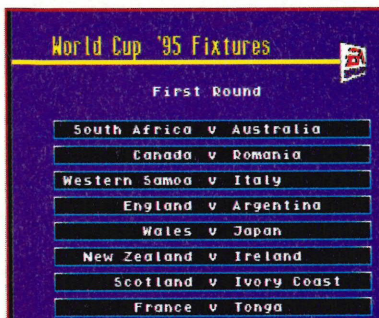 World Cup '95 Fixtures
First Round
South Africa v Australia
Canada v Romania
Western Samoa v Italy
England v Argentina
Wales v Japan
New Zealand v Ireland
Scotland v Ivory Coast
France v Tonga